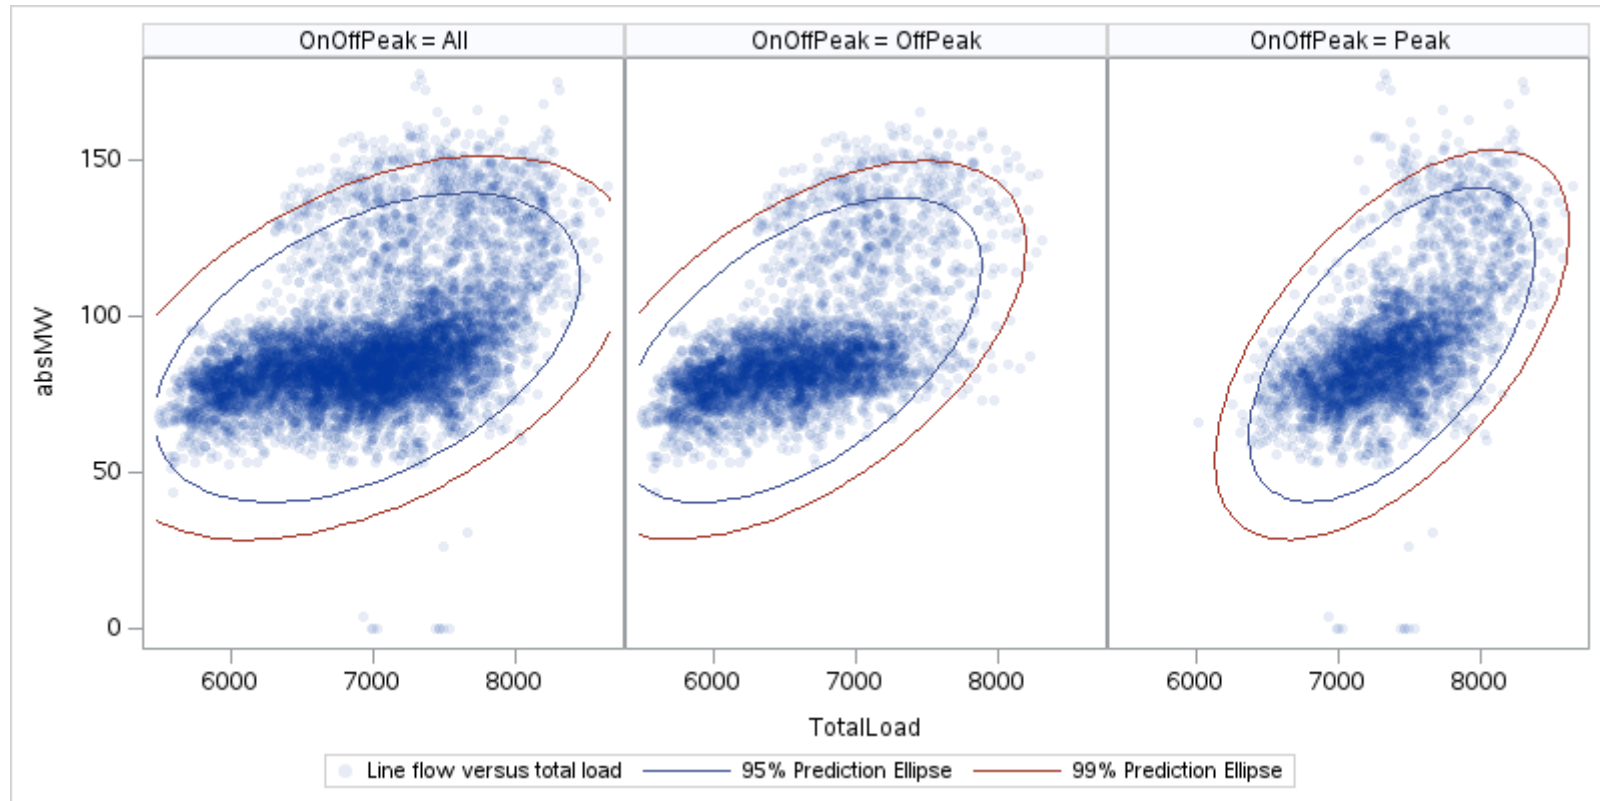 OnOffPeak = All
OnOffPeak = OffPeak
OnOffPeak = Peak
absMW
150
100
50
0
6000 7000 8000
6000 7000 8000
6000 7000 8000
TotalLoad
Line flow versus total load 95% Prediction Ellipse 99% Prediction Ellipse